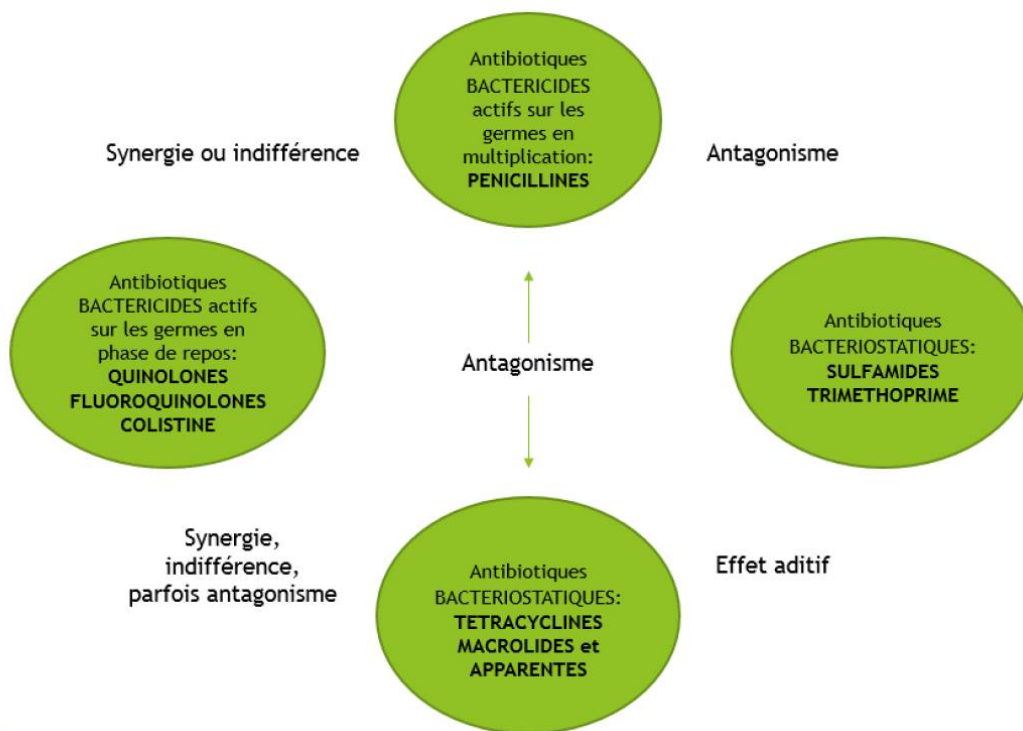 Antibiotiques
BACTERICIDES
actifs sur les
germes en
multiplication:
PENICILLINES
Synergie ou indifférence
Antagonisme
Antibiotiques
BACTERICIDES actifs
sur les germes en
phase de repos:
QUINOLONES
FLUOROQUINOLONES
COLISTINE
Antagonisme
Antibiotiques
BACTERIOSTATIQUES:
SULFAMIDES
TRIMETHOPRIME
Synergie,
indifférence,
parfois antagonisme
Antibiotiques
BACTERIOSTATIQUES:
TETRACYCLINES
MACROLIDES et
APPARENTES
Effet aditif